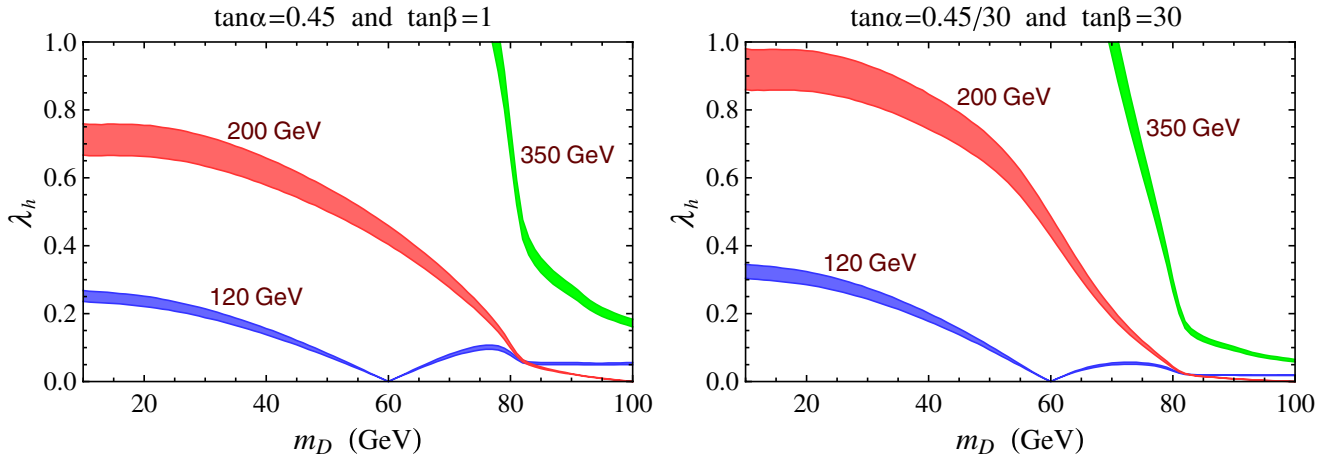 tanα=0.45 and tanβ=1
1.0
0.8
0.6
0.4
0.2
0.0
λh
200 GeV
350 GeV
120 GeV
20
40
60
80
100
mD (GeV)
tanα=0.45/30 and tanβ=30
1.0
0.8
0.6
0.4
0.2
0.0
λh
200 GeV
350 GeV
120 GeV
20
40
60
80
100
mD (GeV)